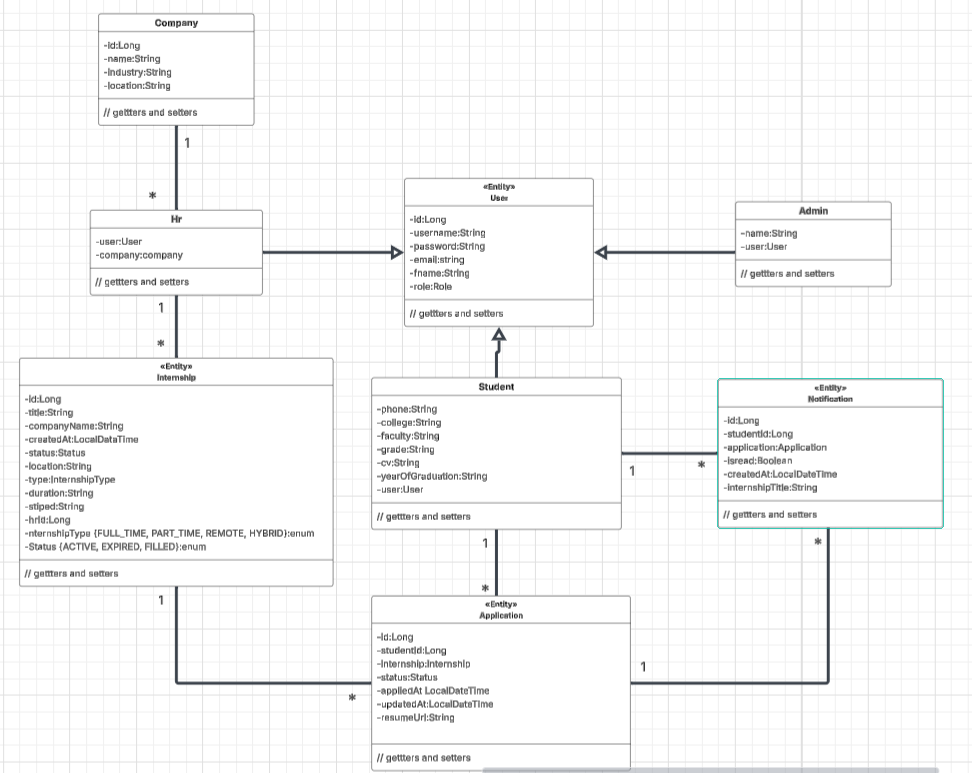 Company
-id:Long
-name:String
-industry:String
-location:String
// gettters and setters
1
*
Hr
-user:User
-company:company
// gettters and setters
«Entity»
User
-id:Long
-username:String
-password:String
-email:string
-fname:String
-role:Role
// gettters and setters
Admin
-name:String
-user:User
// gettters and setters
1
*
«Entity»
Internship
-id:Long
-title:String
-companyName:String
-createdAt:LocalDataTime
-status:Status
-location:String
-type:InternshipType
-duration:String
-stiped:String
-hrId:Long
-nternshipType {FULL_TIME, PART_TIME, REMOTE, HYBRID}:enum
-Status {ACTIVE, EXPIRED, FILLED}:enum
// gettters and setters
Student
-phone:String
-college:String
-faculty:String
-grade:String
-cv:String
-yearOfGraduation:String
-user:User
// gettters and setters
1
*
«Entity»
Notification
-id:Long
-studentId:Long
-application:Application
-isread:Boolean
-createdAt:LocalDateTime
-internshipTitle:String
// gettters and setters
1
*
*
1
1
*
«Entity»
Application
-id:Long
-studentId:Long
-internship:Internship
-status:Status
-appliedAt LocalDateTime
-updatedAt:LocalDateTime
-resumeUrl:String
// gettters and setters